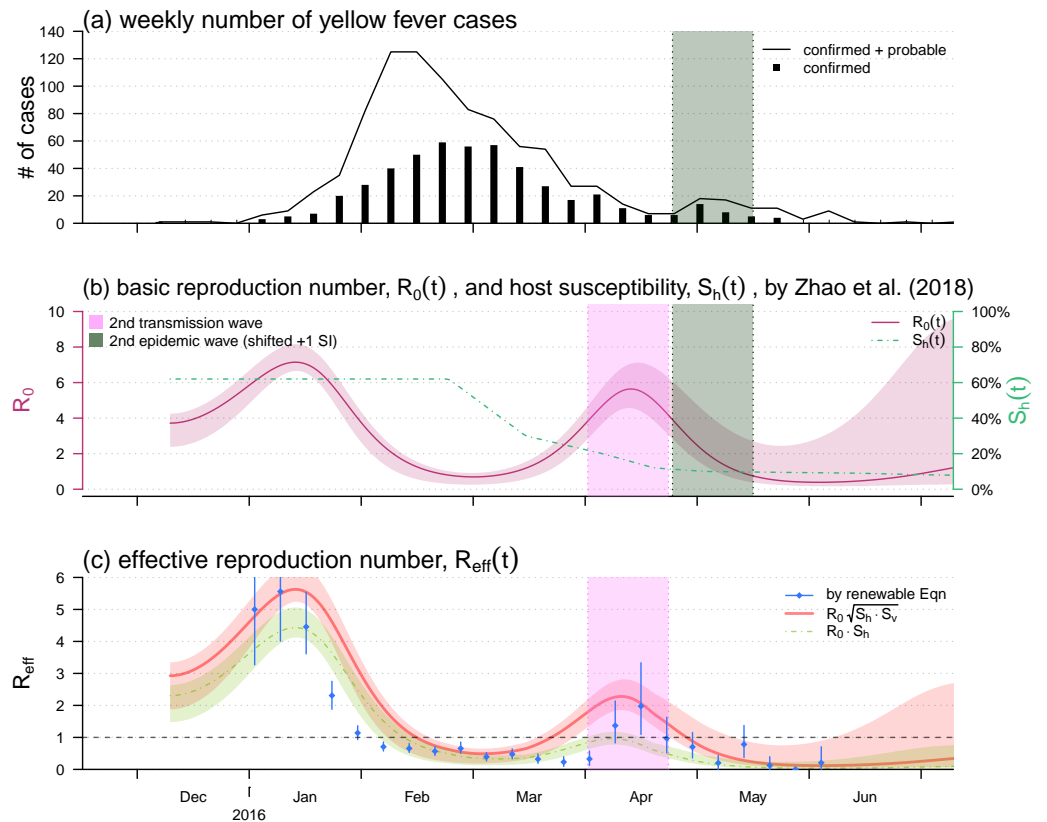 (a) weekly number of yellow fever cases
140
120
100
80
60
40
20
0
# of cases
confirmed + probable
confirmed
(b) basic reproduction number, R₀(t) , and host susceptibility, Sₕ(t) , by Zhao et al. (2018)
10
8
6
4
2
0
R₀
2nd transmission wave
2nd epidemic wave (shifted +1 SI)
R₀(t)
Sₕ(t)
100%
80%
60%
40%
20%
0%
Sₕ(t)
(c) effective reproduction number, R_eff(t)
6
5
4
3
2
1
0
R_eff
by renewable Eqn
R₀ √(Sₕ · Sᵥ)
R₀ · Sₕ
Dec Jan Feb Mar Apr May Jun
2016